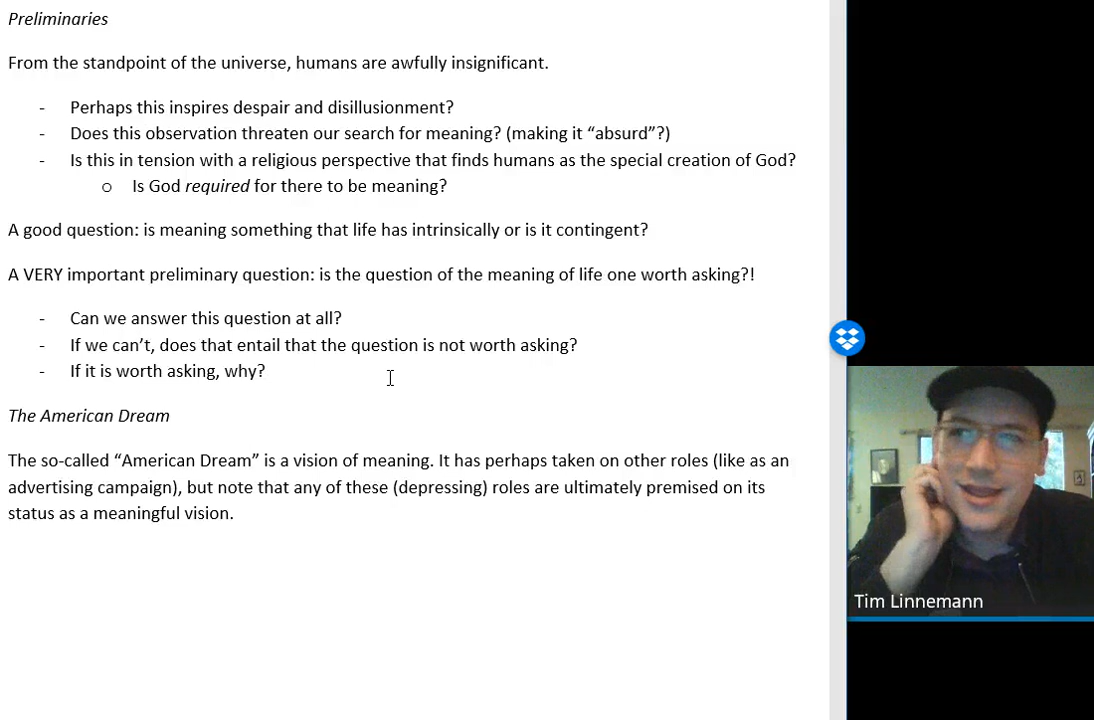 Preliminaries
From the standpoint of the universe, humans are awfully insignificant.
- Perhaps this inspires despair and disillusionment?
- Does this observation threaten our search for meaning? (making it “absurd”?)
- Is this in tension with a religious perspective that finds humans as the special creation of God?
o Is God required for there to be meaning?
A good question: is meaning something that life has intrinsically or is it contingent?
A VERY important preliminary question: is the question of the meaning of life one worth asking?!
- Can we answer this question at all?
- If we can’t, does that entail that the question is not worth asking?
- If it is worth asking, why?
The American Dream
The so-called “American Dream” is a vision of meaning. It has perhaps taken on other roles (like as an
advertising campaign), but note that any of these (depressing) roles are ultimately premised on its
status as a meaningful vision.
Tim Linnemann